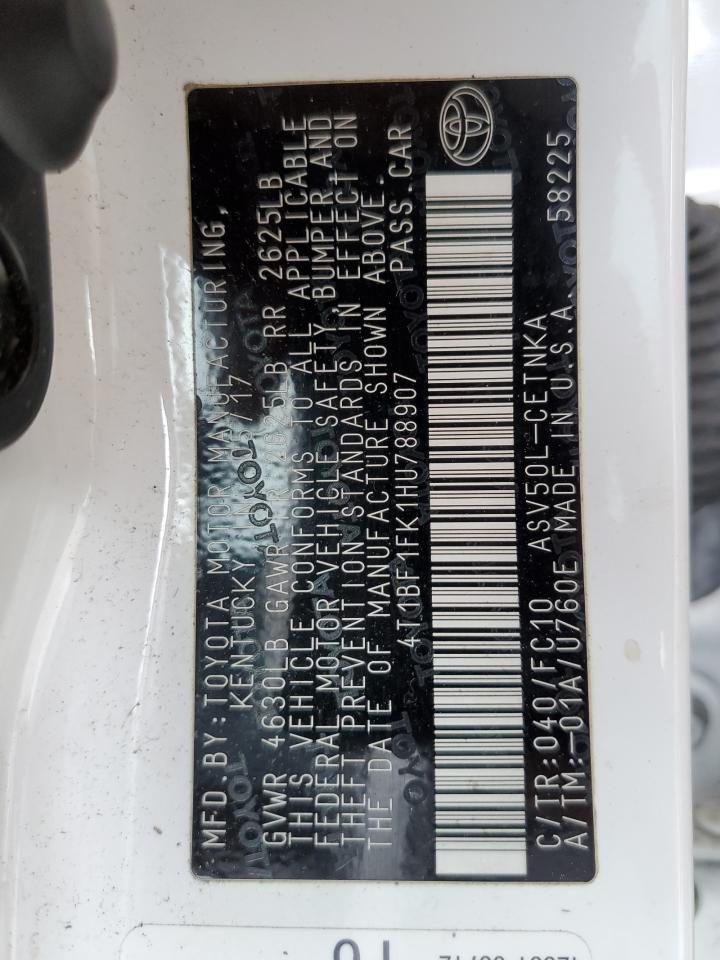 MFD.BY:TOYOTA MOTOR MANUFACTURING,
KENTUCKY INC 5/17
GVWR 4630LB GAWR FR 2625LB RR 2625LB
THIS VEHICLE CONFORMS TO ALL APPLICABLE
FEDERAL MOTOR VEHICLE SAFETY, BUMPER, AND
THEFT PREVENTION STANDARDS IN EFFECT ON
THE DATE OF MANUFACTURE SHOWN ABOVE.
4T1BF1FK1HU788907 PASS.CAR
C/TR:040/FC10 ASV50L-CETNKA
A/TM:-01A/U760E MADE IN U.S.A. 58225